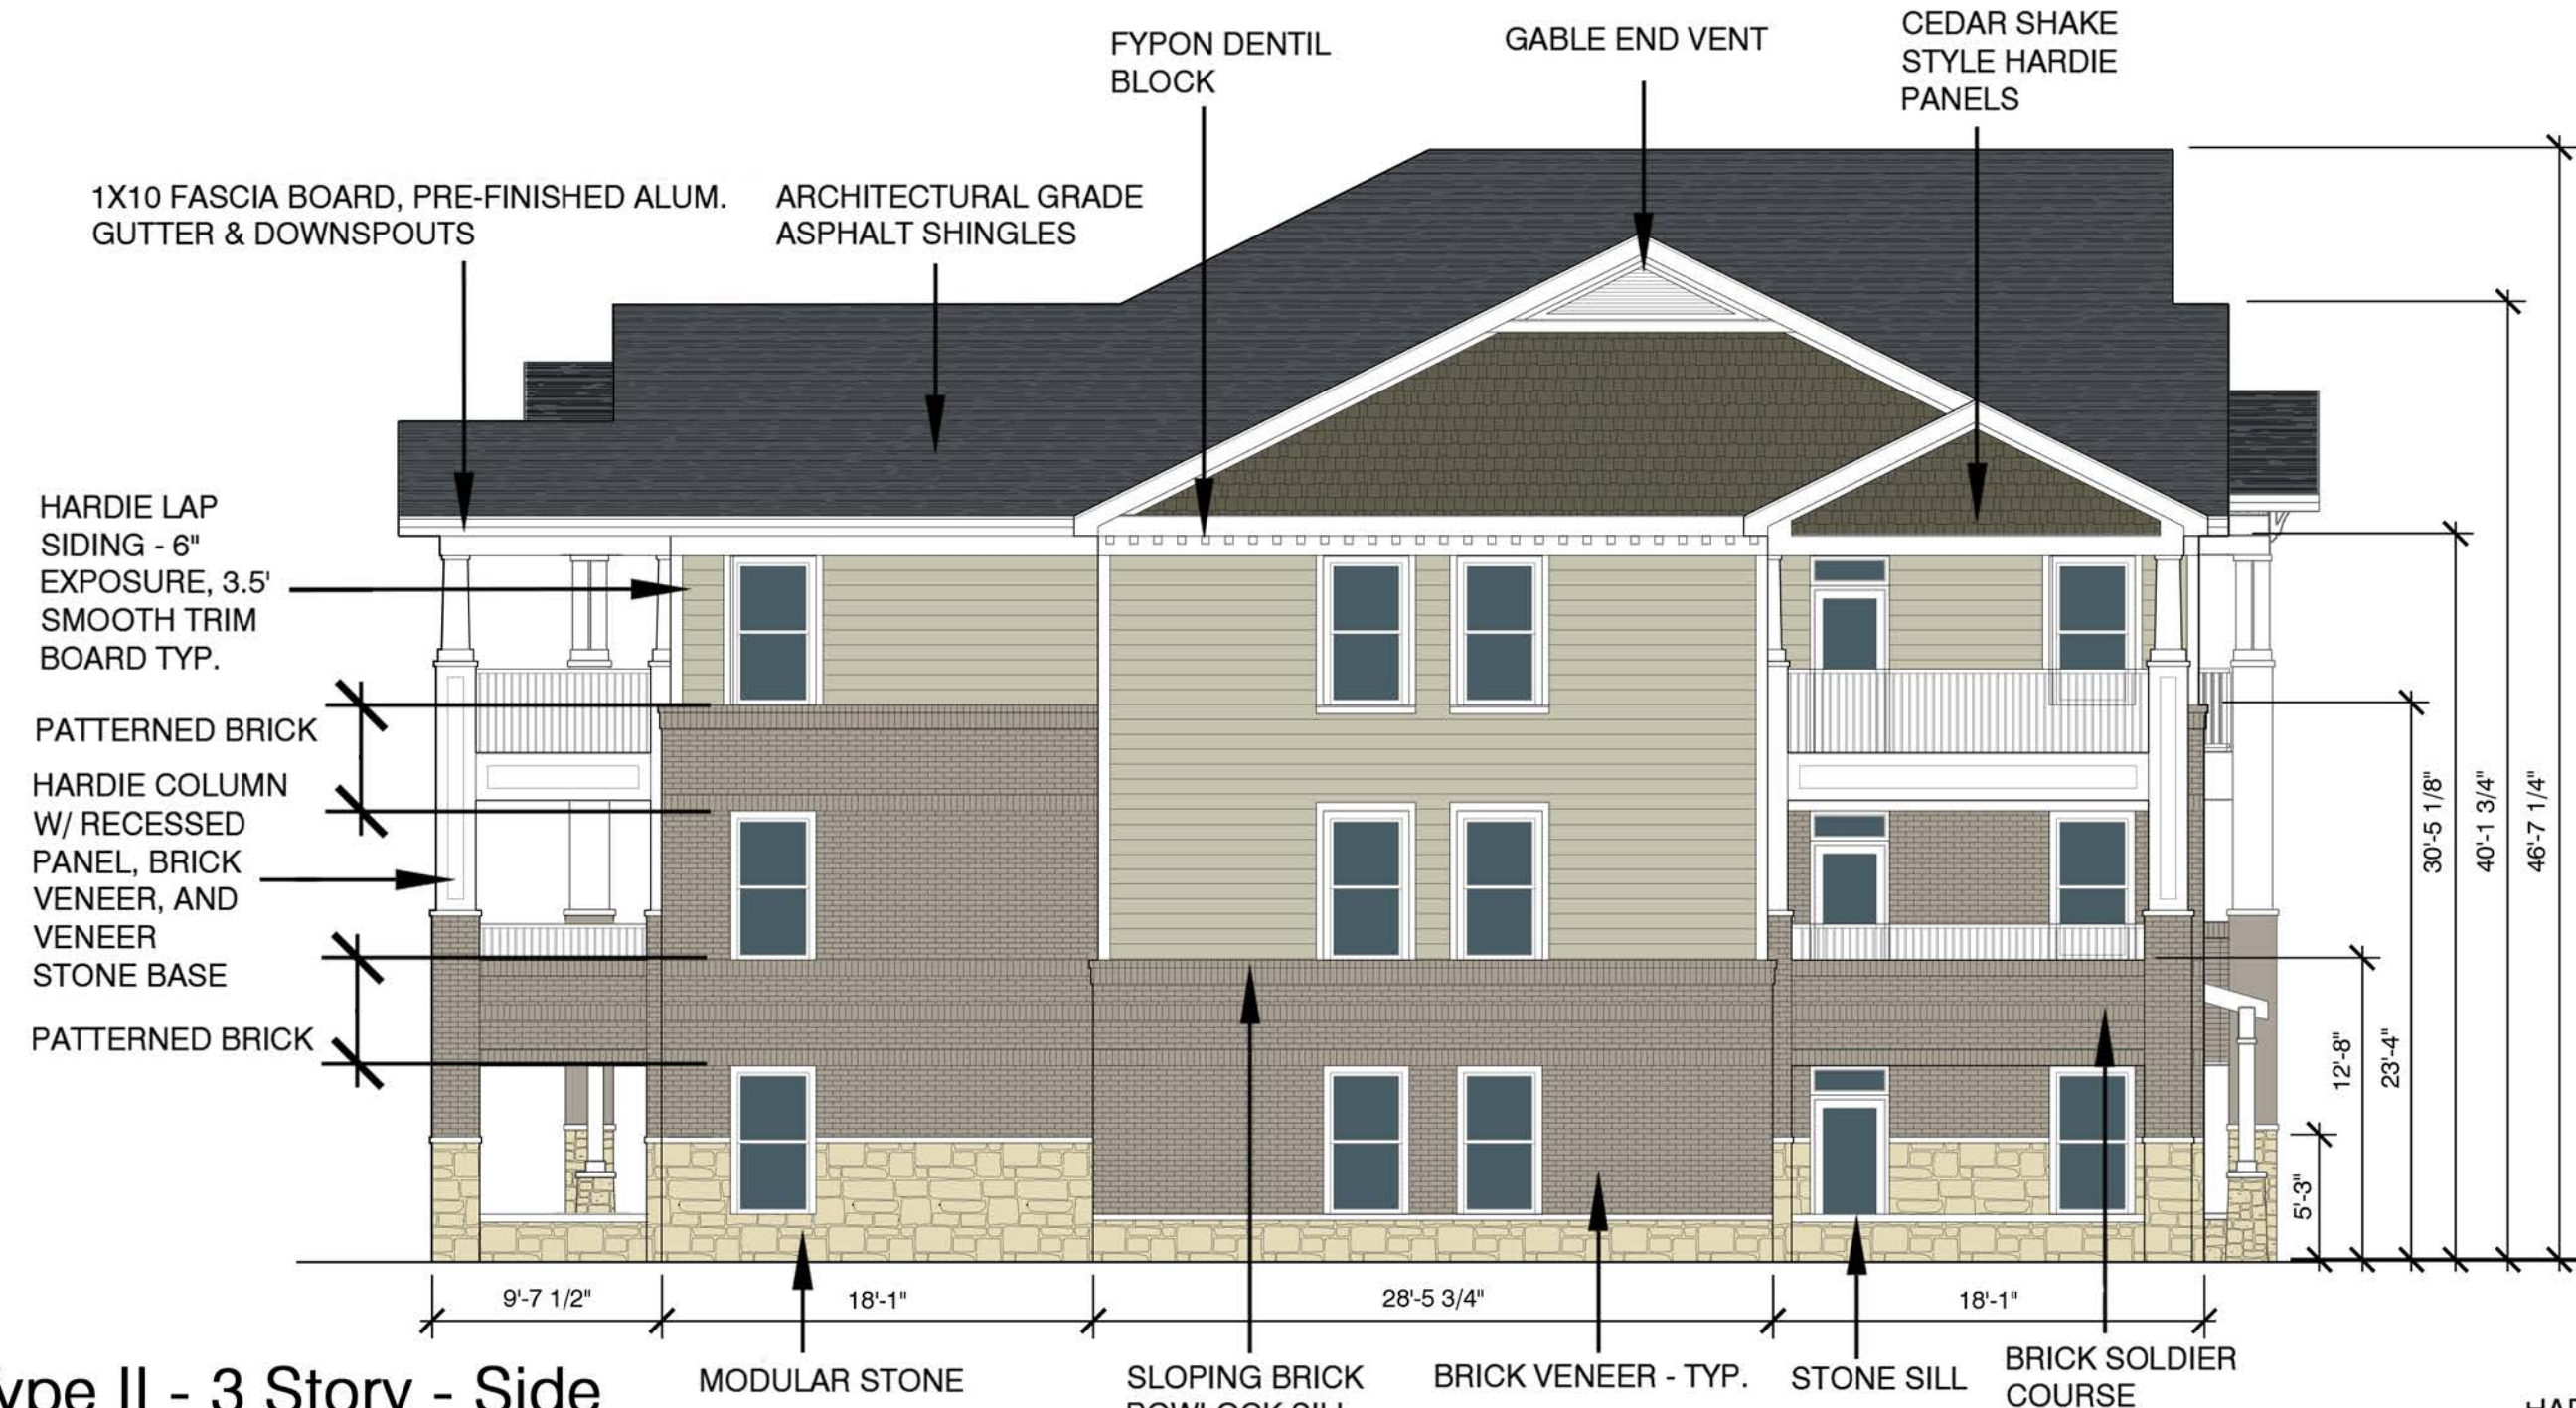 FYPON DENTIL
BLOCK
GABLE END VENT
CEDAR SHAKE
STYLE HARDIE
PANELS
1X10 FASCIA BOARD, PRE-FINISHED ALUM.
GUTTER & DOWNSPOUTS
ARCHITECTURAL GRADE
ASPHALT SHINGLES
HARDIE LAP
SIDING - 6"
EXPOSURE, 3.5'
SMOOTH TRIM
BOARD TYP.
PATTERNED BRICK
HARDIE COLUMN
W/ RECESSED
PANEL, BRICK
VENEER, AND
VENEER
STONE BASE
PATTERNED BRICK
5'-3"
12'-8"
23'-4"
30'-5 1/8"
40'-1 3/4"
46'-7 1/4"
9'-7 1/2"
18'-1"
28'-5 3/4"
18'-1"
MODULAR STONE
SLOPING BRICK
ROWLOCK SILL
BRICK VENEER - TYP.
STONE SILL
BRICK SOLDIER
COURSE
ype II - 3 Story - Side